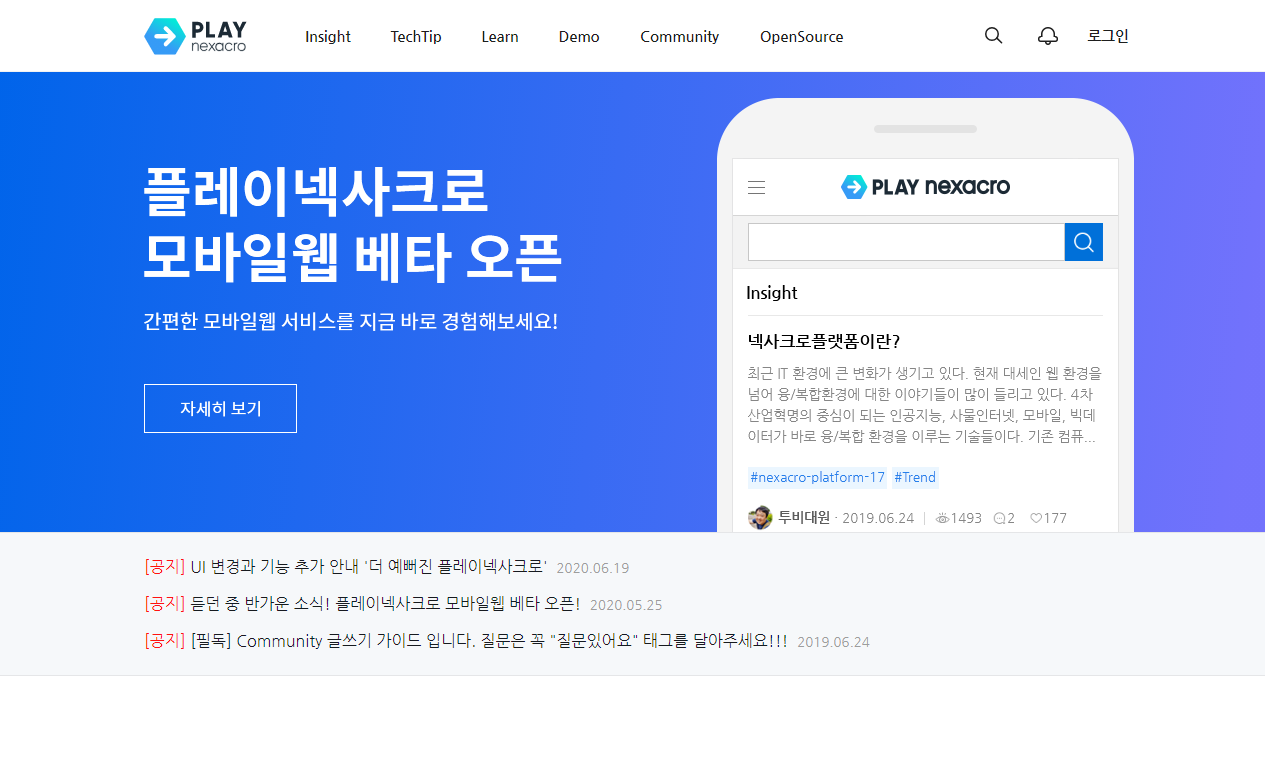 PLAY
nexacro
Insight
TechTip
Learn
Demo
Community
OpenSource
로그인
플레이넥사크로
모바일웹 베타 오픈
간편한 모바일웹 서비스를 지금 바로 경험해보세요!
자세히 보기
PLAY nexacro
Insight
넥사크로플랫폼이란?
최근 IT 환경에 큰 변화가 생기고 있다. 현재 대세인 웹 환경을
넘어 융/복합환경에 대한 이야기들이 많이 들리고 있다. 4차
산업혁명의 중심이 되는 인공지능, 사물인터넷, 모바일, 빅데
이터가 바로 융/복합 환경을 이루는 기술들이다. 기존 컴퓨...
#nexacro-platform-17 #Trend
투비대원 · 2019.06.24 | 1493 2 177
[공지] UI 변경과 기능 추가 안내 '더 예뻐진 플레이넥사크로' 2020.06.19
[공지] 듣던 중 반가운 소식! 플레이넥사크로 모바일웹 베타 오픈! 2020.05.25
[공지] [필독] Community 글쓰기 가이드 입니다. 질문은 꼭 "질문있어요" 태그를 달아주세요!!! 2019.06.24